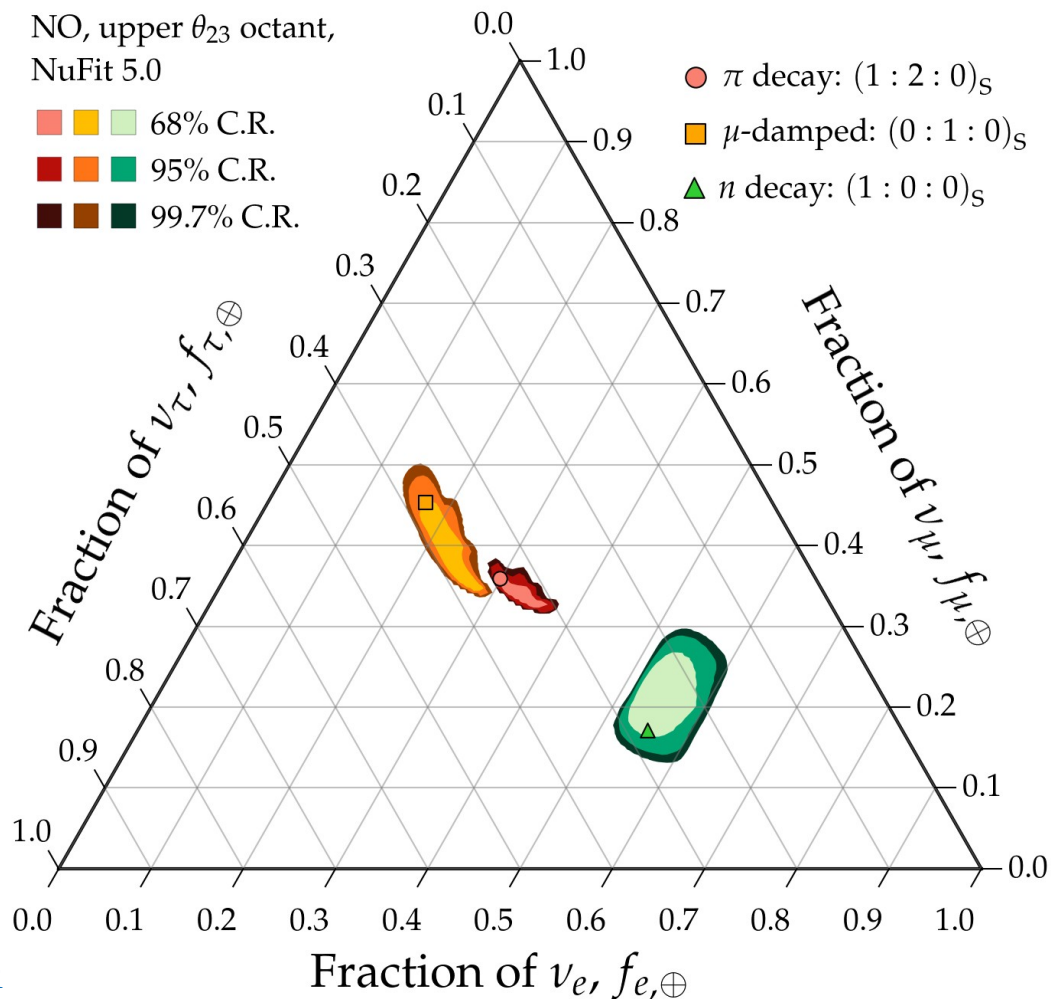 NO, upper θ₂₃ octant,
NuFit 5.0
68% C.R.
95% C.R.
99.7% C.R.
π decay: (1 : 2 : 0)S
μ-damped: (0 : 1 : 0)S
n decay: (1 : 0 : 0)S
Fraction of ντ, fτ,⊕
0.0
0.1
0.2
0.3
0.4
0.5
0.6
0.7
0.8
0.9
1.0
Fraction of νμ, fμ,⊕
1.0
0.9
0.8
0.7
0.6
0.5
0.4
0.3
0.2
0.1
0.0
0.0 0.1 0.2 0.3 0.4 0.5 0.6 0.7 0.8 0.9 1.0
Fraction of νe, fe,⊕